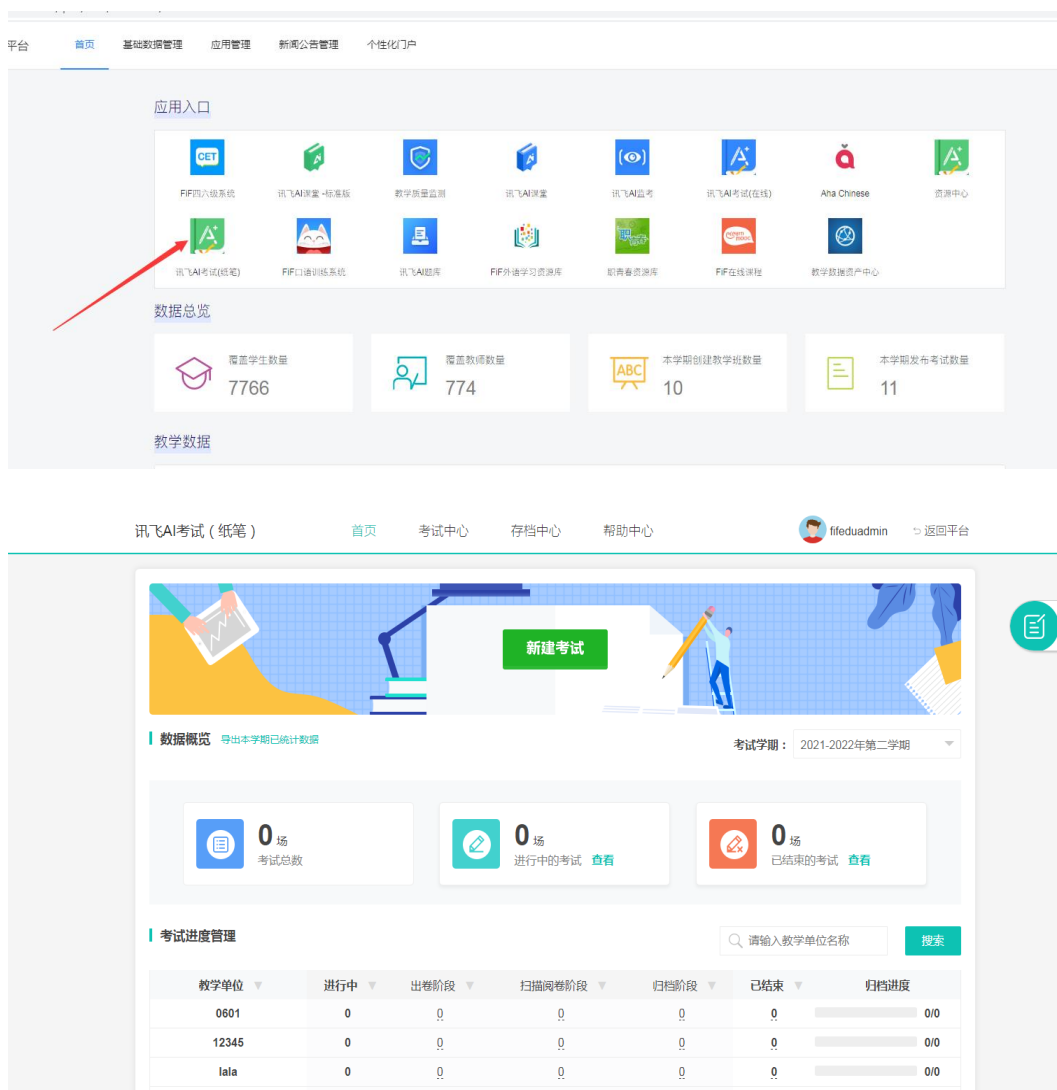 平台 首页 基础数据管理 应用管理 新闻公告管理 个性化门户
应用入口
CET
FiF四六级系统 讯飞AI课堂-标准版 教学质量监测 讯飞AI课堂 讯飞AI监考 讯飞AI考试(在线) Aha Chinese 资源中心
讯飞AI考试(纸笔) FiF口语训练系统 讯飞AI题库 FiF外语学习资源库 职青春资源库 FiF在线课程 教学数据资产中心
数据总览
覆盖学生数量 覆盖教师数量 本学期创建教学班数量 本学期发布考试数量
ABC
7766 774 10 11
教学数据
讯飞AI考试(纸笔) 首页 考试中心 存档中心 帮助中心 fifeduadmin 返回平台
新建考试
数据概览 导出本学期已统计数据 考试学期: 2021-2022年第二学期
0场 0场 0场
考试总数 进行中的考试 查看 已结束的考试 查看
考试进度管理 请输入教学单位名称 搜索
教学单位 进行中 出卷阶段 扫描阅卷阶段 归档阶段 已结束 归档进度
0601 0 0 0 0 0 0/0
12345 0 0 0 0 0 0/0
lala 0 0 0 0 0 0/0